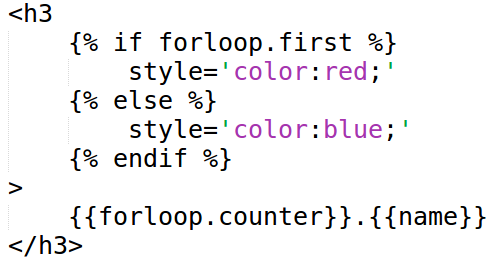 <h3
    {% if forloop.first %}
        style='color:red;'
    {% else %}
        style='color:blue;'
    {% endif %}
>
    {{forloop.counter}}.{{name}}
</h3>